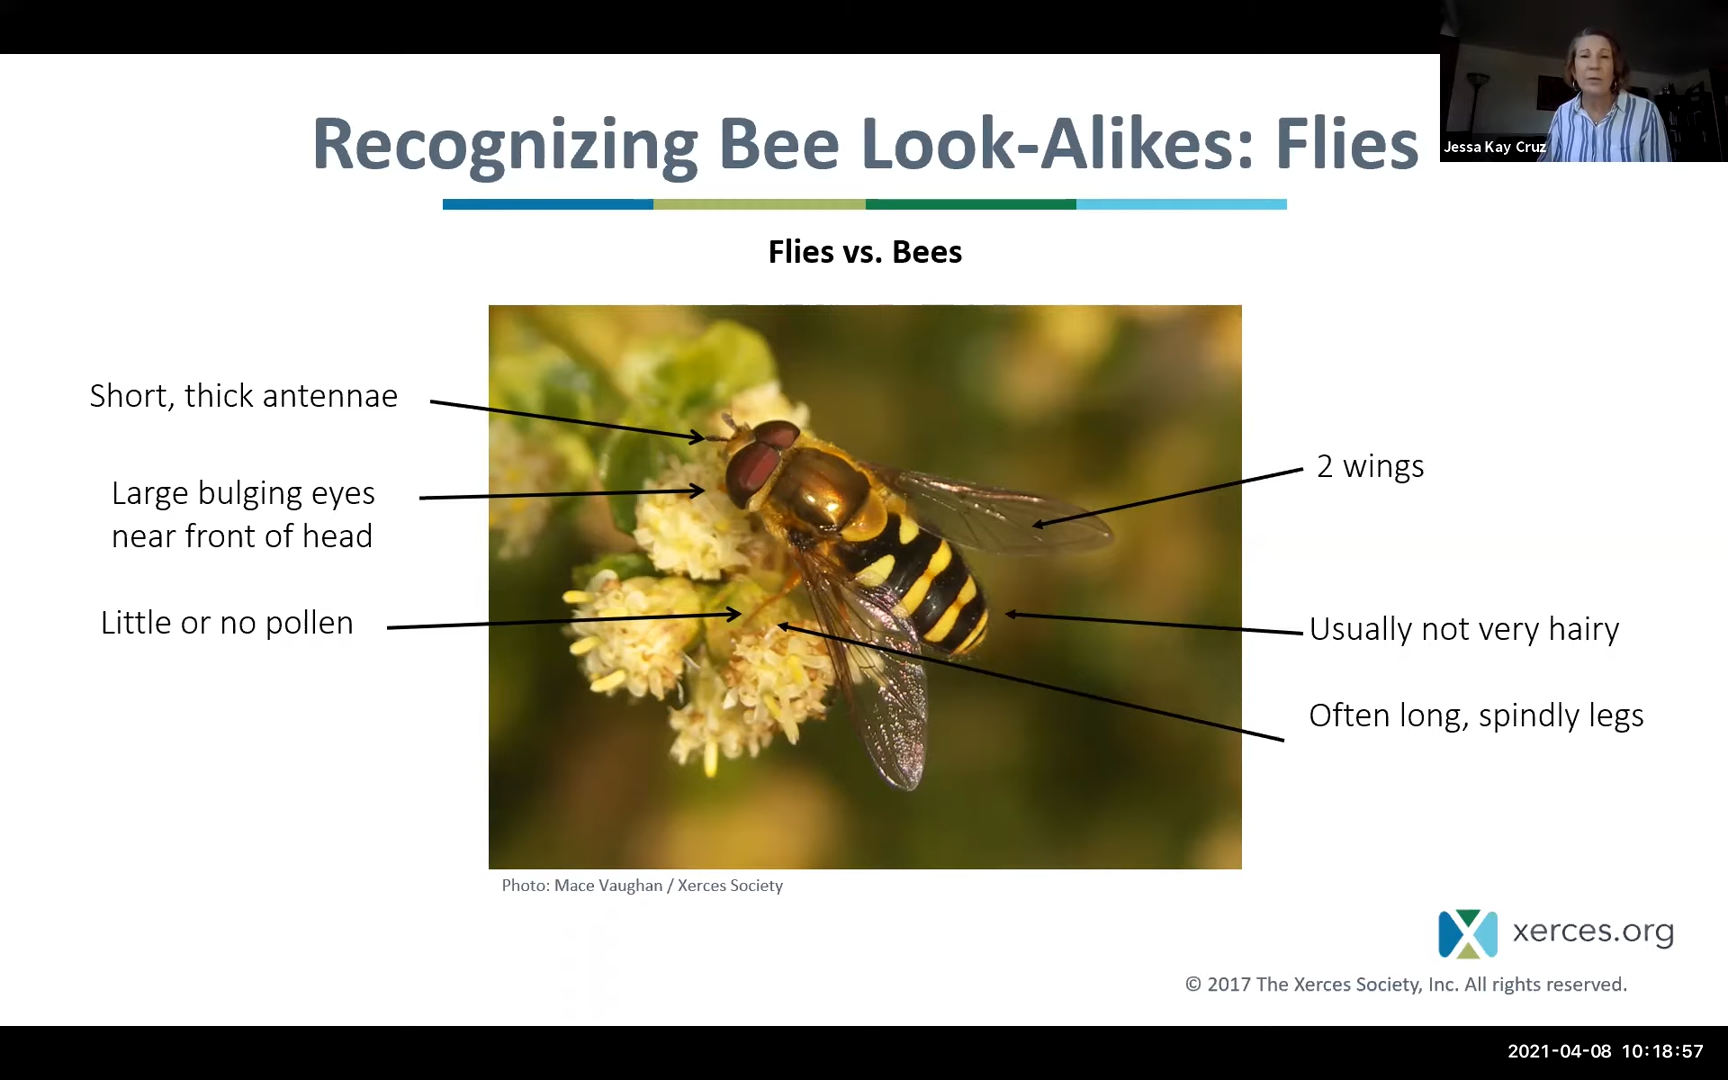 Jessa Kay Cruz
Recognizing Bee Look-Alikes: Flies
Flies vs. Bees
Short, thick antennae
Large bulging eyes
near front of head
Little or no pollen
2 wings
Usually not very hairy
Often long, spindly legs
Photo: Mace Vaughan / Xerces Society
xerces.org
© 2017 The Xerces Society, Inc. All rights reserved.
2021-04-08 10:18:57